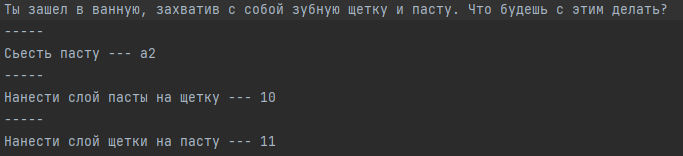 Ты зашел в ванную, захватив с собой зубную щетку и пасту. Что будешь с этим делать?
-----
Сьесть пасту --- a2
-----
Нанести слой пасты на щетку --- 10
-----
Нанести слой щетки на пасту --- 11